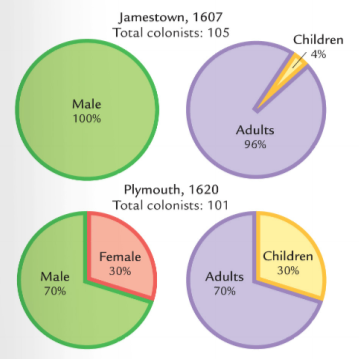 Jamestown, 1607
Total colonists: 105
Male
100%
Children
4%
Adults
96%
Plymouth, 1620
Total colonists: 101
Male
70%
Female
30%
Adults
70%
Children
30%